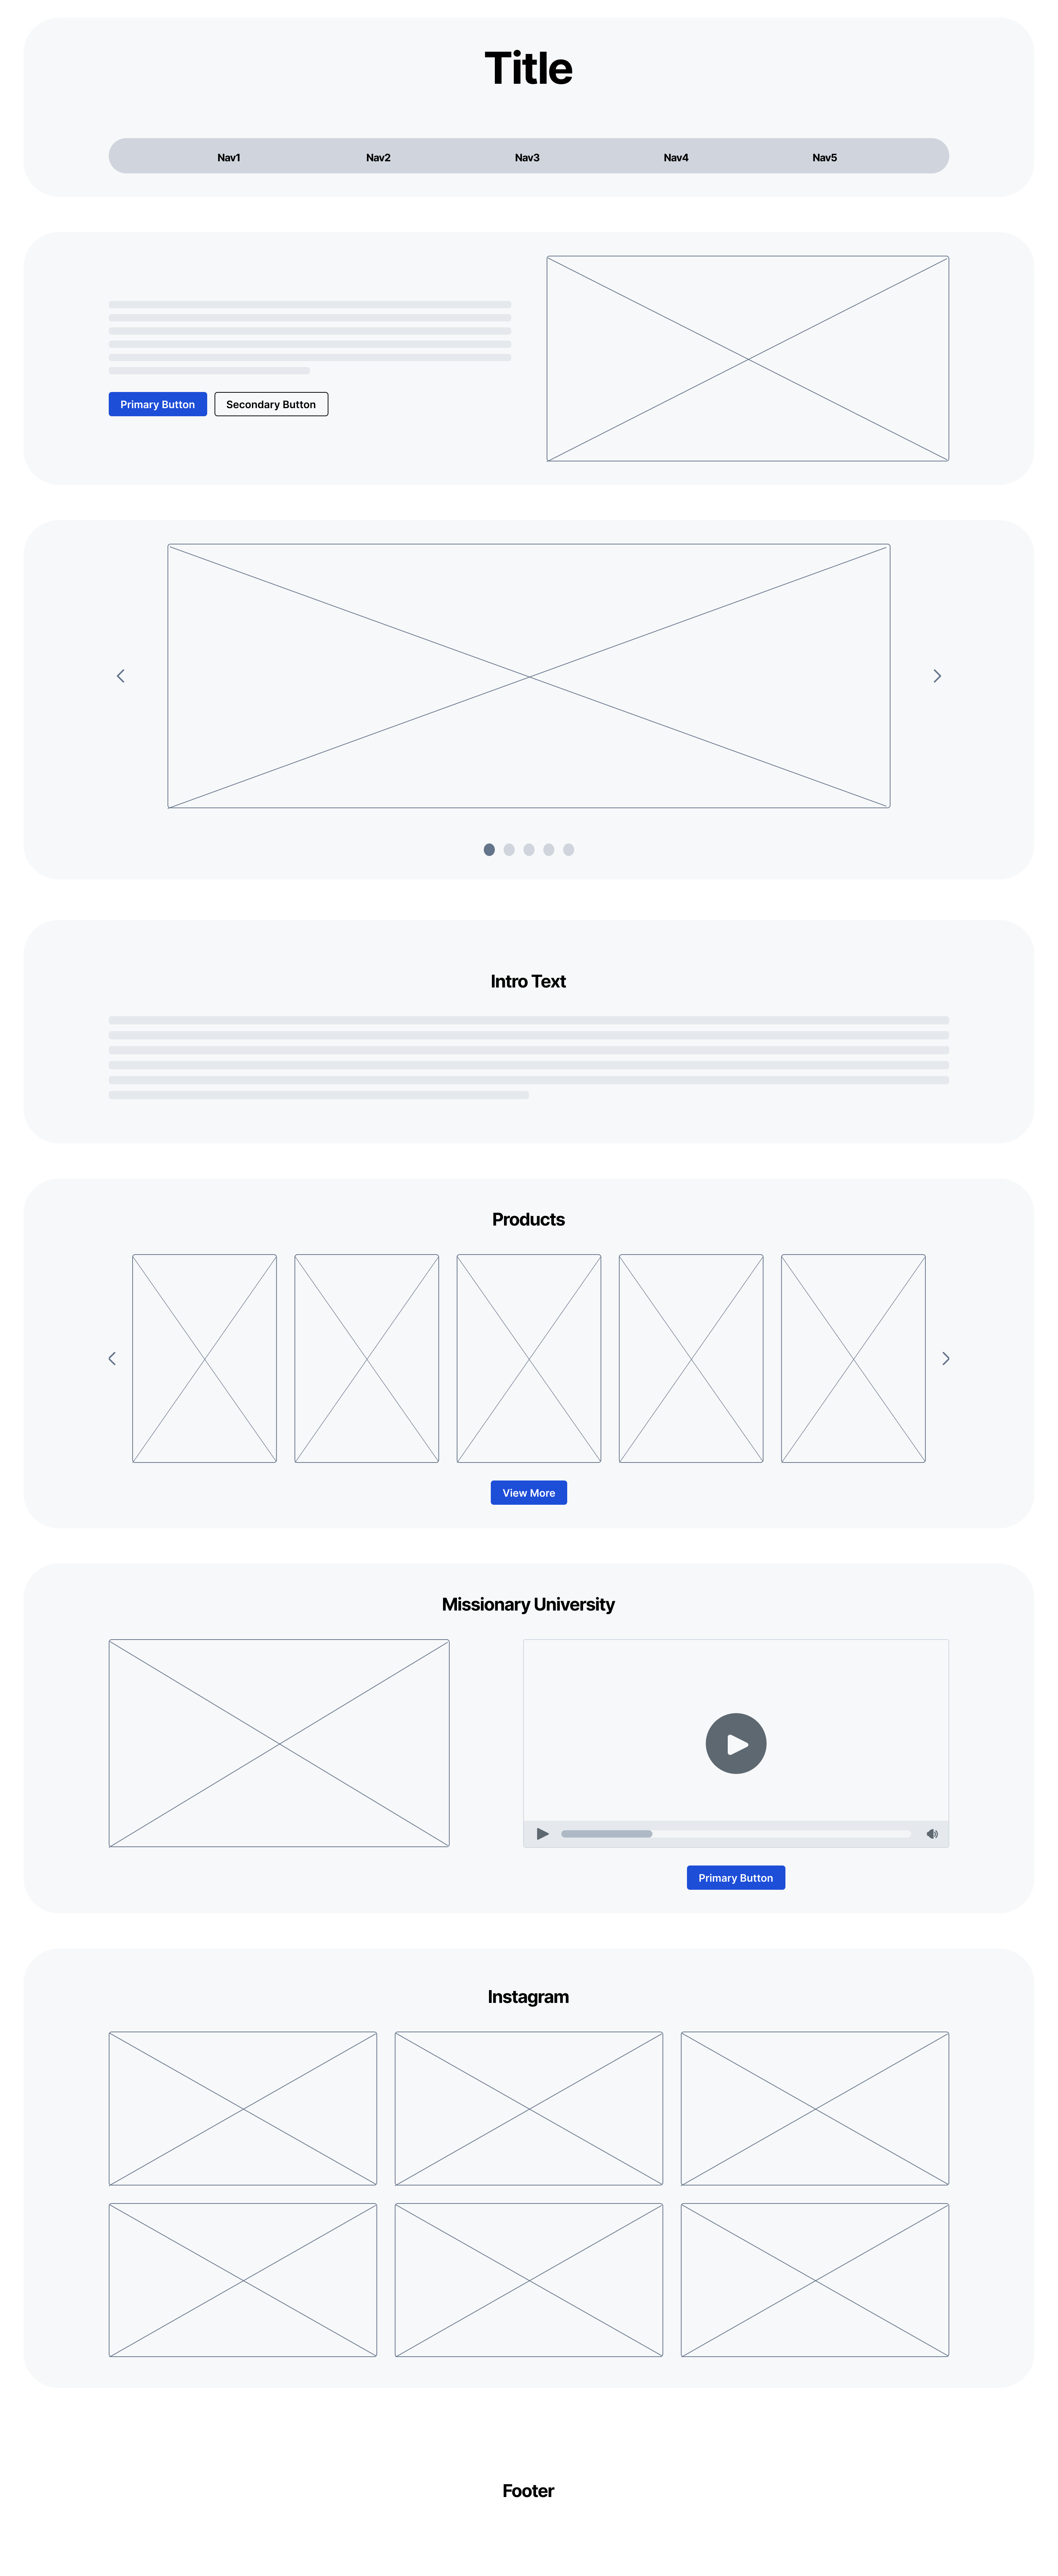 Title
Nav1 Nav2 Nav3 Nav4 Nav5
Primary Button Secondary Button
Intro Text
Products
View More
Missionary University
Primary Button
Instagram
Footer